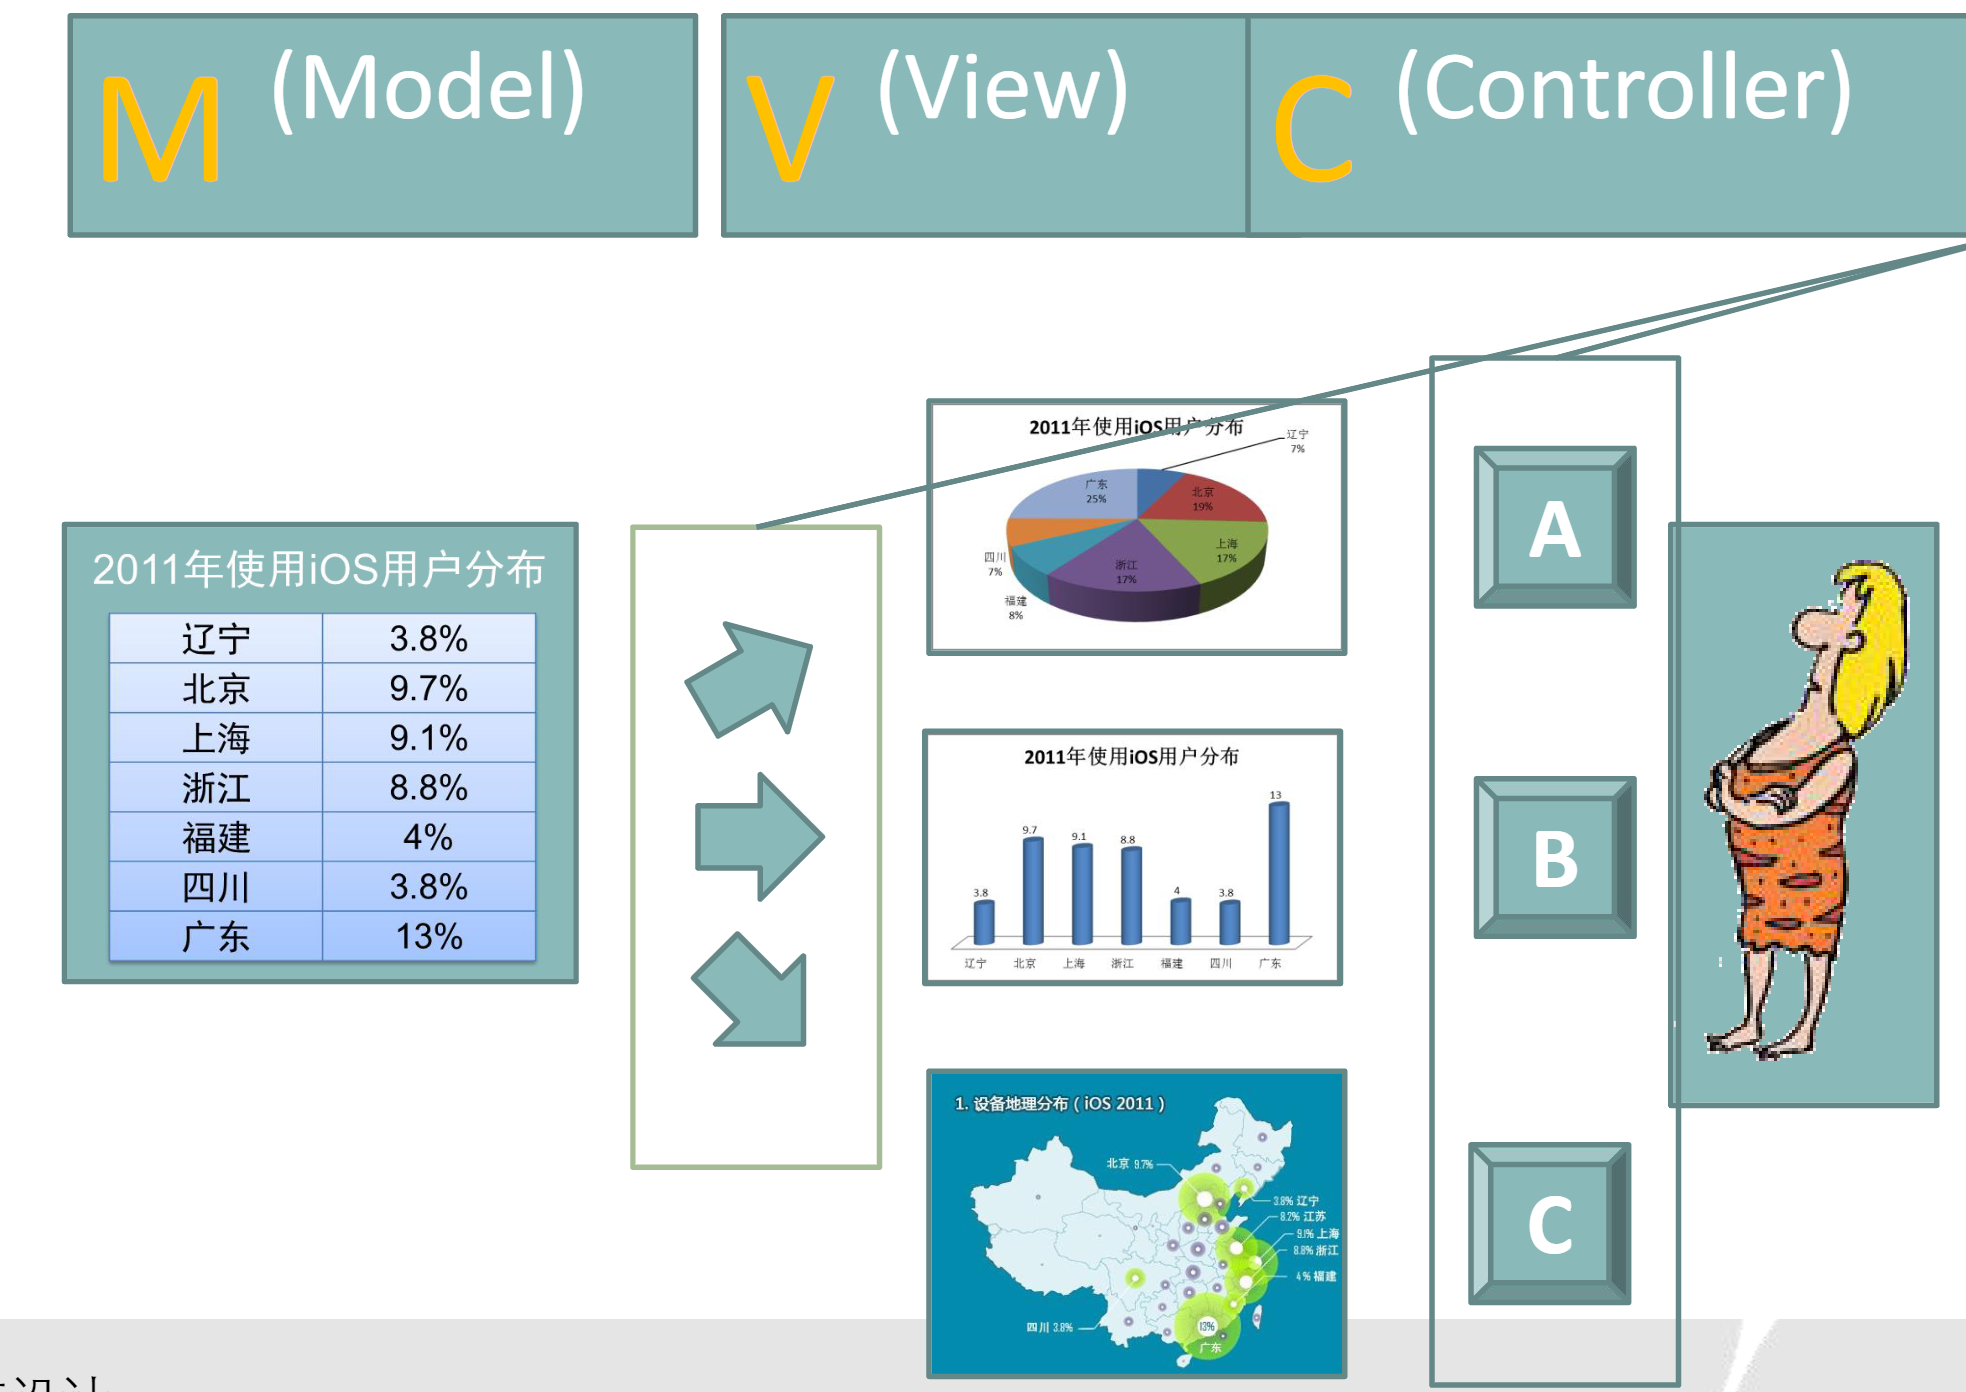 M (Model)
V (View)
C (Controller)
2011年使用iOS用户分布
辽宁 3.8%
北京 9.7%
上海 9.1%
浙江 8.8%
福建 4%
四川 3.8%
广东 13%
2011年使用iOS用户分布
辽宁
7%
广东
25%
北京
19%
上海
17%
浙江
17%
四川
7%
福建
8%
2011年使用iOS用户分布
13
9.7
9.1
8.8
3.8
4
3.8
辽宁 北京 上海 浙江 福建 四川 广东
1. 设备地理分布 ( iOS 2011 )
北京 9.7%
3.8% 辽宁
8.2% 江苏
9.1% 上海
8.8% 浙江
4% 福建
四川 3.8%
13%
广东
A
B
C
设计